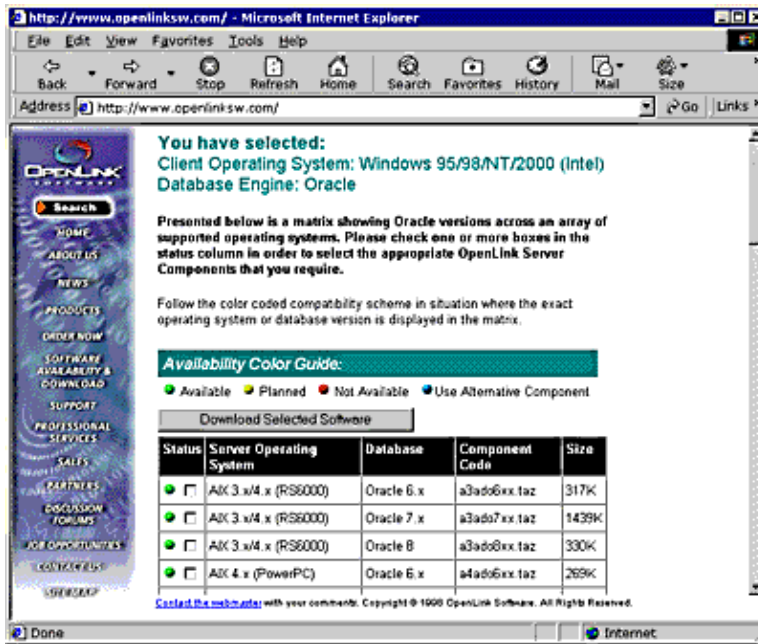 http://www.openlinksw.com/ - Microsoft Internet Explorer
File Edit View Favorites Tools Help
Back Forward Stop Refresh Home Search Favorites History Mail Size
Address http://www.openlinksw.com/ Go Links
OPENLINK
SOFTWARE
Search
HOME
ABOUT US
NEWS
PRODUCTS
ORDER NOW
SOFTWARE
AVAILABILITY &
DOWNLOAD
SUPPORT
PROFESSIONAL
SERVICES
SALES
PARTNERS
DISCUSSION
FORUMS
JOB OPPORTUNITIES
CONTACT US
You have selected:
Client Operating System: Windows 95/98/NT/2000 (Intel)
Database Engine: Oracle
Presented below is a matrix showing Oracle versions across an array of
supported operating systems. Please check one or more boxes in the
status column in order to select the appropriate OpenLink Server
Components that you require.
Follow the color coded compatibility scheme in situation where the exact
operating system or database version is displayed in the matrix.
Availability Color Guide:
Available Planned Not Available Use Alternative Component
Download Selected Software
Status Server Operating System Database Component Code Size
AIX 3.x/4.x (RS6000) Oracle 6.x a3ado6xx.taz 317K
AIX 3.x/4.x (RS6000) Oracle 7.x a3ado7xx.taz 1439K
AIX 3.x/4.x (RS6000) Oracle 8 a3ado8xx.taz 330K
AIX 4.x (PowerPC) Oracle 6.x a4ado6xx.taz 269K
Contact the webmaster with your comments. Copyright © 1998 OpenLink Software. All Rights Reserved.
Done Internet